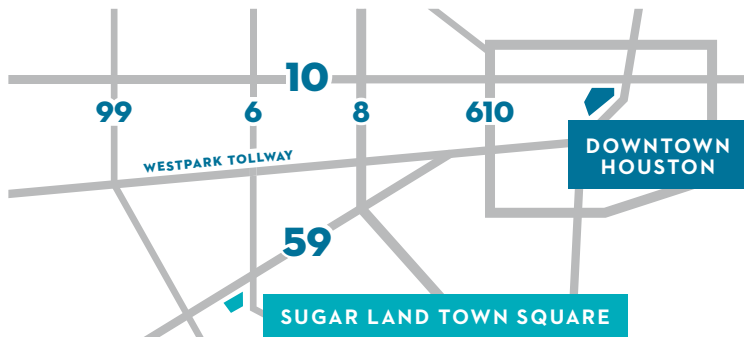 10
99
6
8
610
WESTPARK TOLLWAY
DOWNTOWN
HOUSTON
59
SUGAR LAND TOWN SQUARE